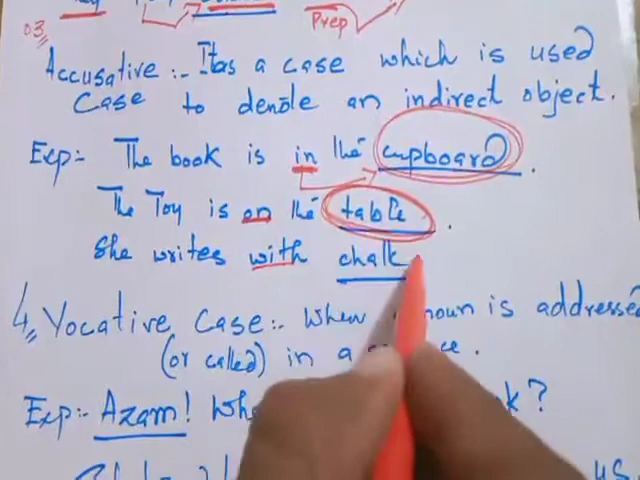 Prep
03
Accusative :- It is a case which is used
Case to denote an indirect object.
Exp:- The book is in the cupboard.
The Toy is on the table.
She writes with chalk
4, Vocative Case:- When noun is addressed
(or called) in a
Exp:- Azam! ?